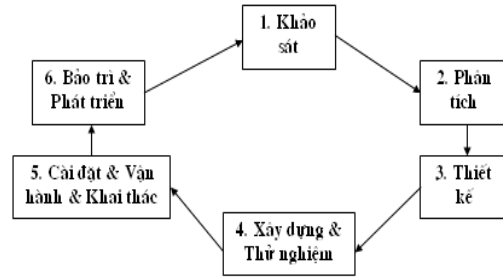 1. Khảo
sát
2. Phân
tích
3. Thiết
kế
4. Xây dựng &
Thử nghiệm
5. Cài đặt & Vận
hành & Khai thác
6. Bảo trì &
Phát triển